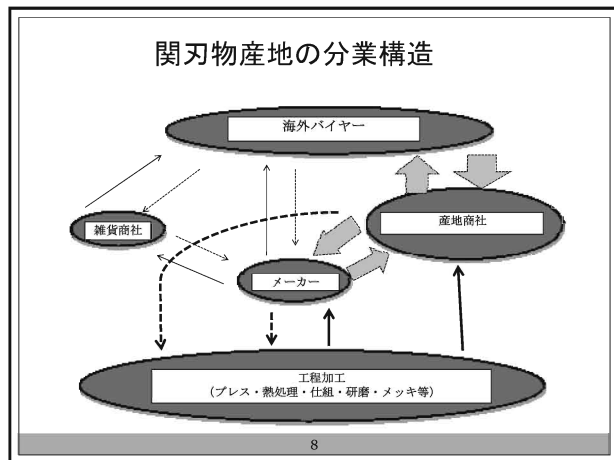 関刃物産地の分業構造
海外バイヤー
雑貨商社
産地商社
メーカー
工程加工
（プレス・熱処理・仕組・研磨・メッキ等）
8